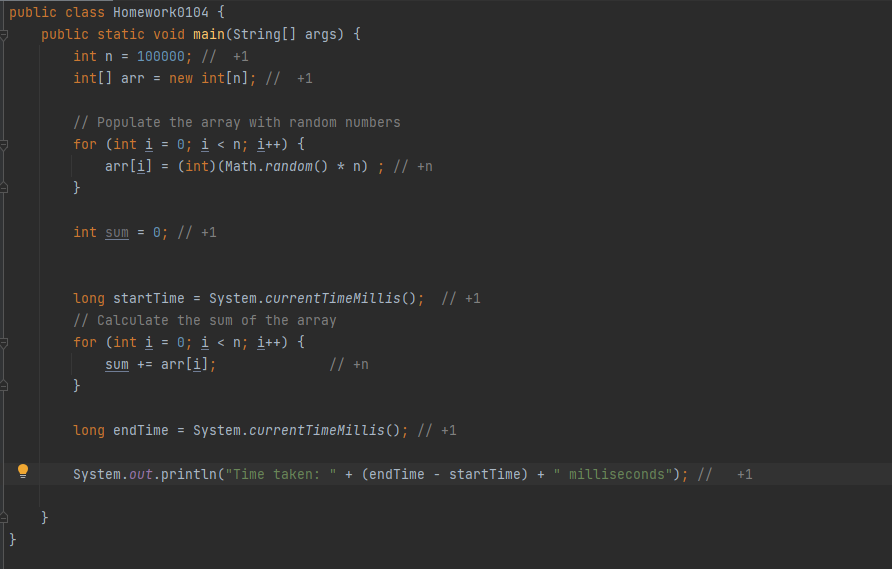 public class Homework0104 {
    public static void main(String[] args) {
        int n = 100000; //  +1
        int[] arr = new int[n]; //  +1
        // Populate the array with random numbers
        for (int i = 0; i < n; i++) {
            arr[i] = (int)(Math.random() * n) ; // +n
        }
        int sum = 0; // +1
        long startTime = System.currentTimeMillis();  // +1
        // Calculate the sum of the array
        for (int i = 0; i < n; i++) {
            sum += arr[i];              // +n
        }
        long endTime = System.currentTimeMillis(); // +1
        System.out.println("Time taken: " + (endTime - startTime) + " milliseconds"); //   +1
    }
}